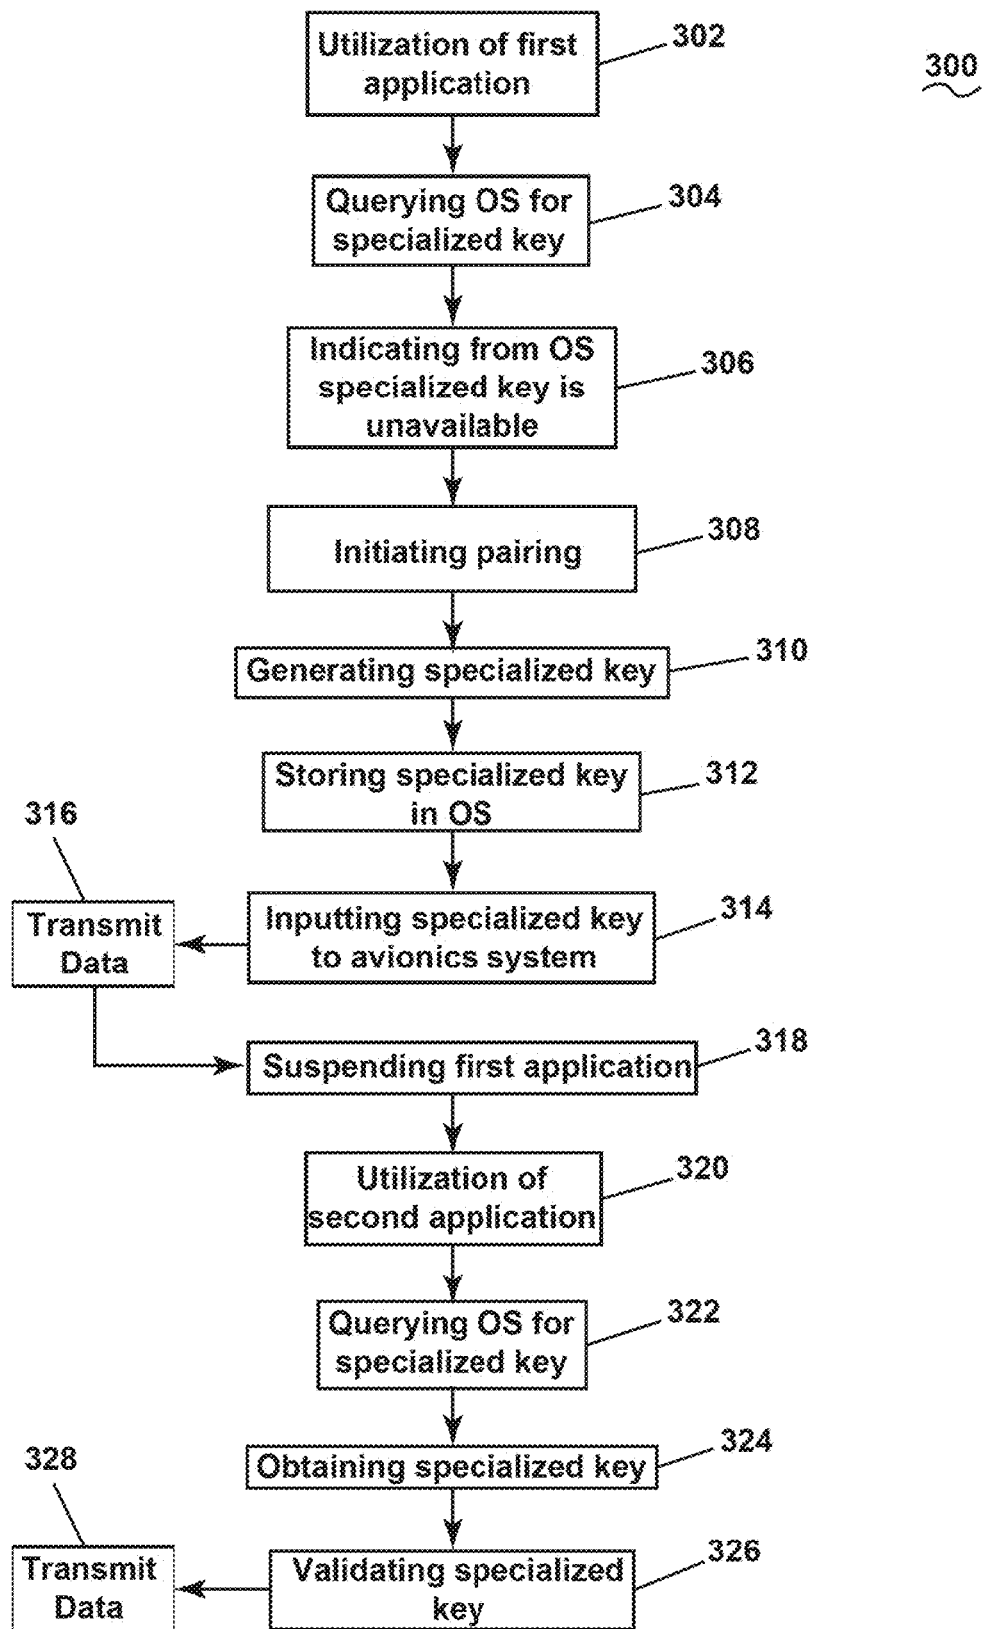 Utilization of first
application
302
300
Querying OS for
specialized key
304
Indicating from OS
specialized key is
unavailable
306
Initiating pairing
308
Generating specialized key
310
Storing specialized key
in OS
312
316
Transmit
Data
Inputting specialized key
to avionics system
314
Suspending first application
318
Utilization of
second application
320
Querying OS for
specialized key
322
Obtaining specialized key
324
328
Transmit
Data
Validating specialized
key
326